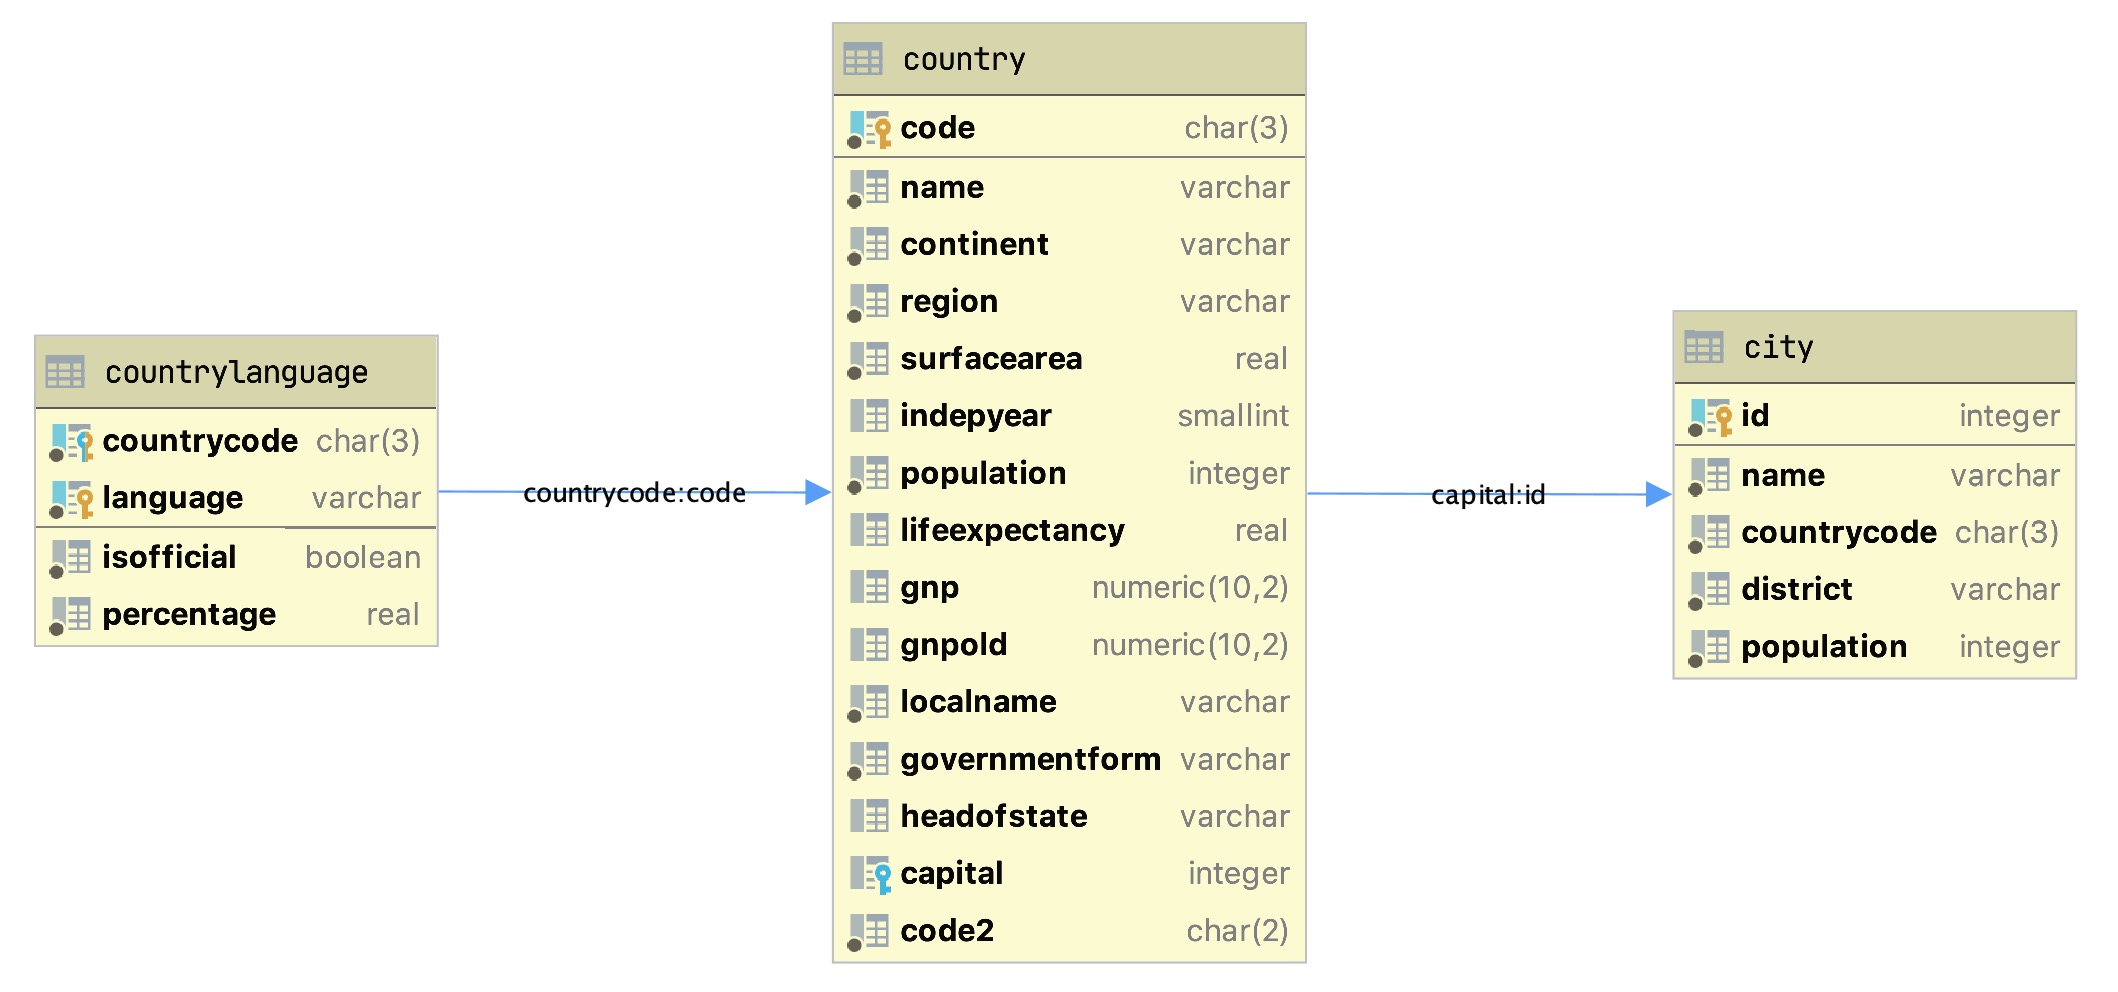 countrylanguage
countrycode char(3)
language varchar
isofficial boolean
percentage real
countrycode:code
country
code char(3)
name varchar
continent varchar
region varchar
surfacearea real
indepyear smallint
population integer
lifeexpectancy real
gnp numeric(10,2)
gnpold numeric(10,2)
localname varchar
governmentform varchar
headofstate varchar
capital integer
code2 char(2)
capital:id
city
id integer
name varchar
countrycode char(3)
district varchar
population integer